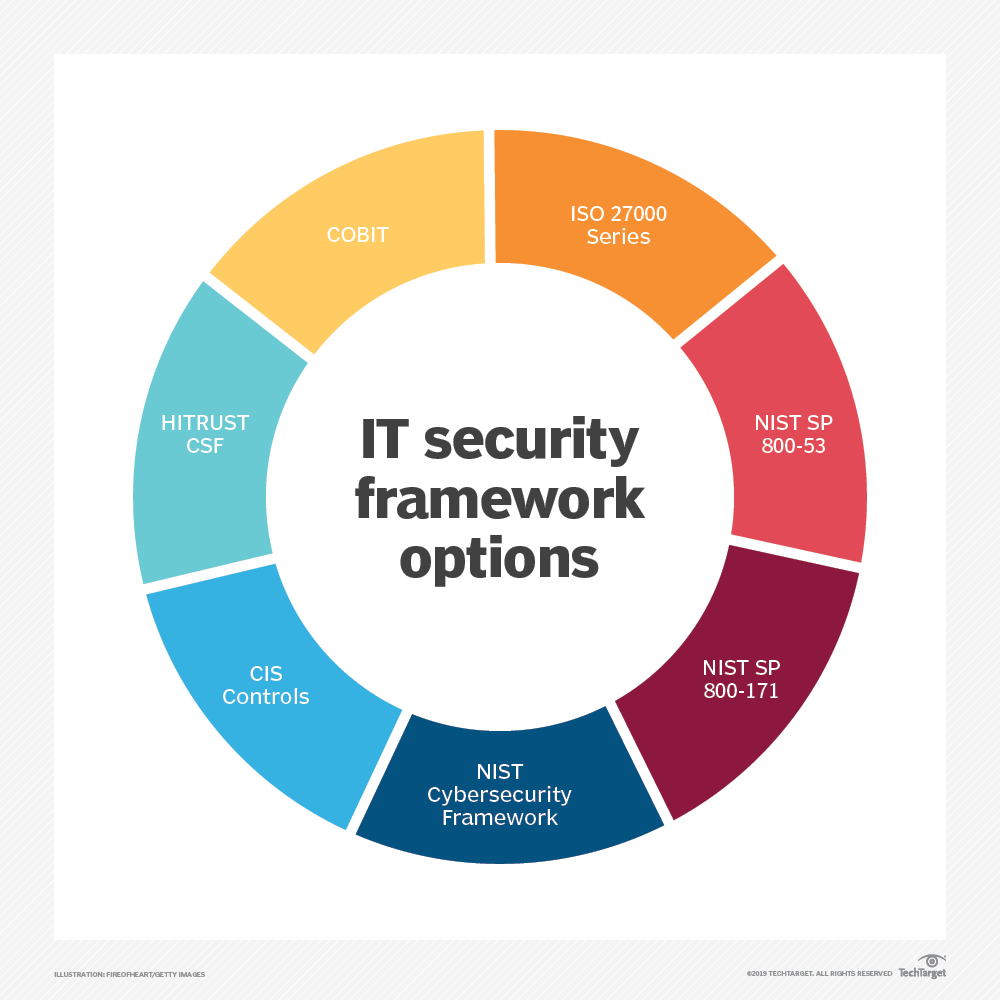 COBIT
ISO 27000
Series
HITRUST
CSF
NIST SP
800-53
IT security
framework
options
CIS
Controls
NIST SP
800-171
NIST
Cybersecurity
Framework
ILLUSTRATION: FIREOFHEART/GETTY IMAGES
©2019 TECHTARGET. ALL RIGHTS RESERVED
TechTarget